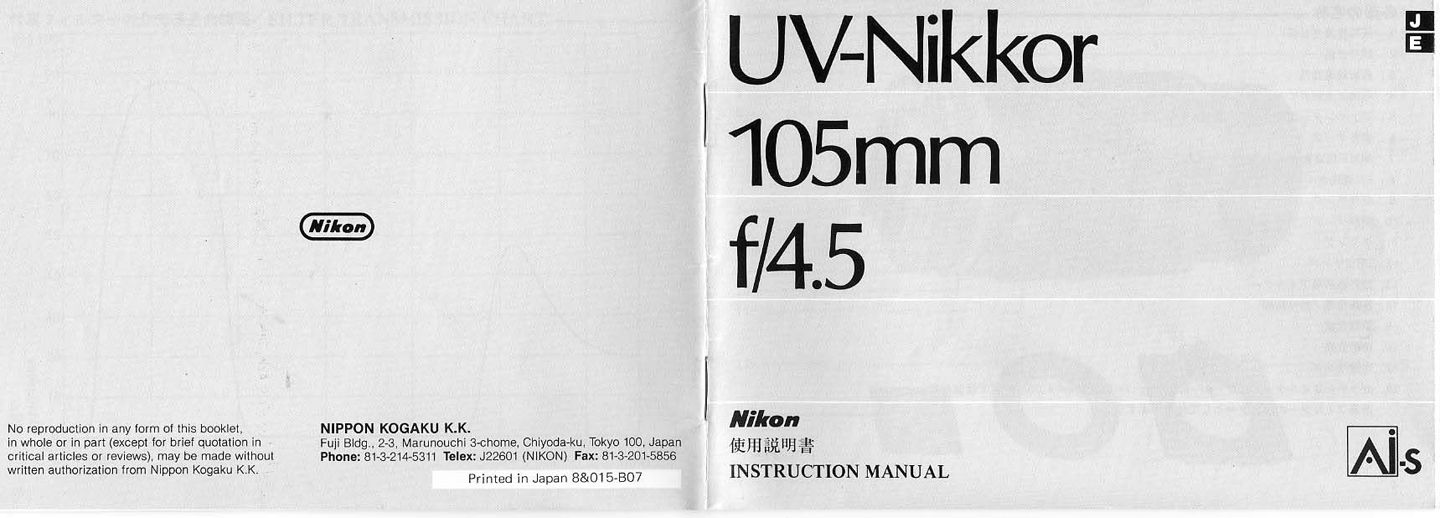 Nikon
No reproduction in any form of this booklet,
in whole or in part (except for brief quotation in
critical articles or reviews), may be made without
written authorization from Nippon Kogaku K.K.
NIPPON KOGAKU K.K.
Fuji Bldg., 2-3, Marunouchi 3-chome, Chiyoda-ku, Tokyo 100, Japan
Phone: 81-3-214-5311 Telex: J22601 (NIKON) Fax: 81-3-201-5856
Printed in Japan 8&015-B07
J
E
UV-Nikkor
105mm
f/4.5
Nikon
使用説明書
INSTRUCTION MANUAL
Ai-s